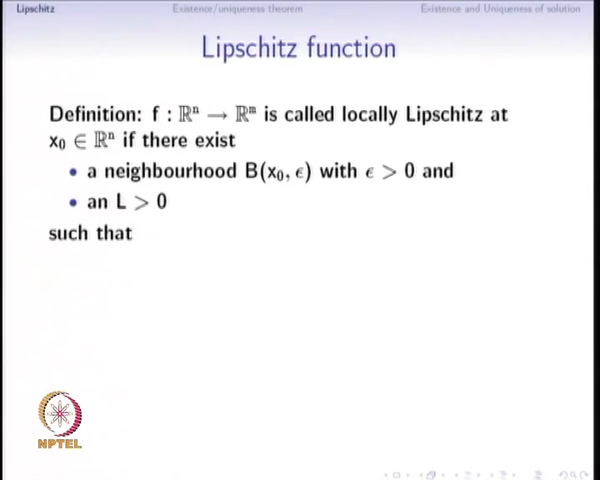 Lipschitz Existence/uniqueness theorem Existence and Uniqueness of solution
Lipschitz function
Definition: f : ℝⁿ → ℝᵐ is called locally Lipschitz at
x₀ ∈ ℝⁿ if there exist
• a neighbourhood B(x₀, ϵ) with ϵ > 0 and
• an L > 0
such that
NPTEL